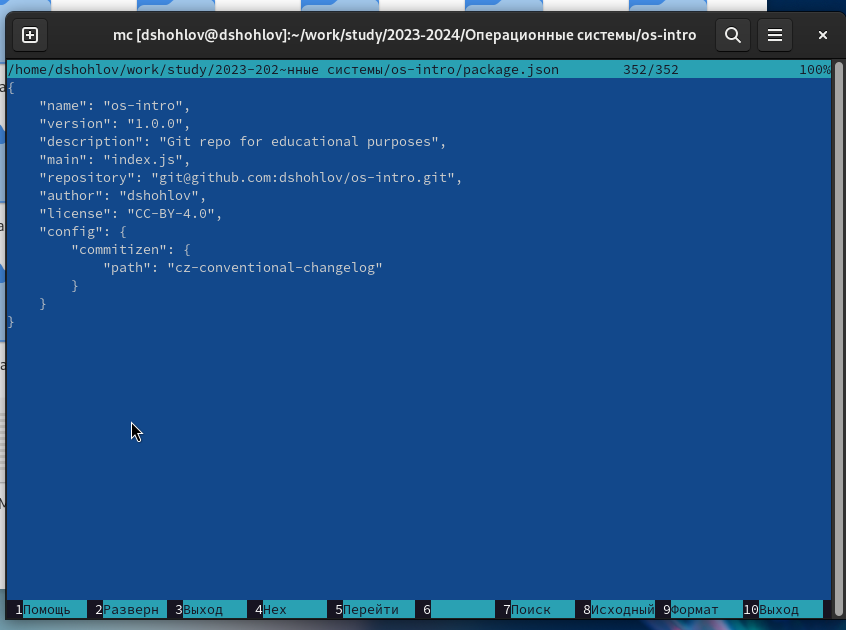 mc [dshohlov@dshohlov]:~/work/study/2023-2024/Операционные системы/os-intro
/home/dshohlov/work/study/2023-202~нные системы/os-intro/package.json 352/352 100%
{
    "name": "os-intro",
    "version": "1.0.0",
    "description": "Git repo for educational purposes",
    "main": "index.js",
    "repository": "git@github.com:dshohlov/os-intro.git",
    "author": "dshohlov",
    "license": "CC-BY-4.0",
    "config": {
        "commitizen": {
            "path": "cz-conventional-changelog"
        }
    }
}
1Помощь 2Разверн 3Выход 4Hex 5Перейти 6 7Поиск 8Исходный 9Формат 10Выход